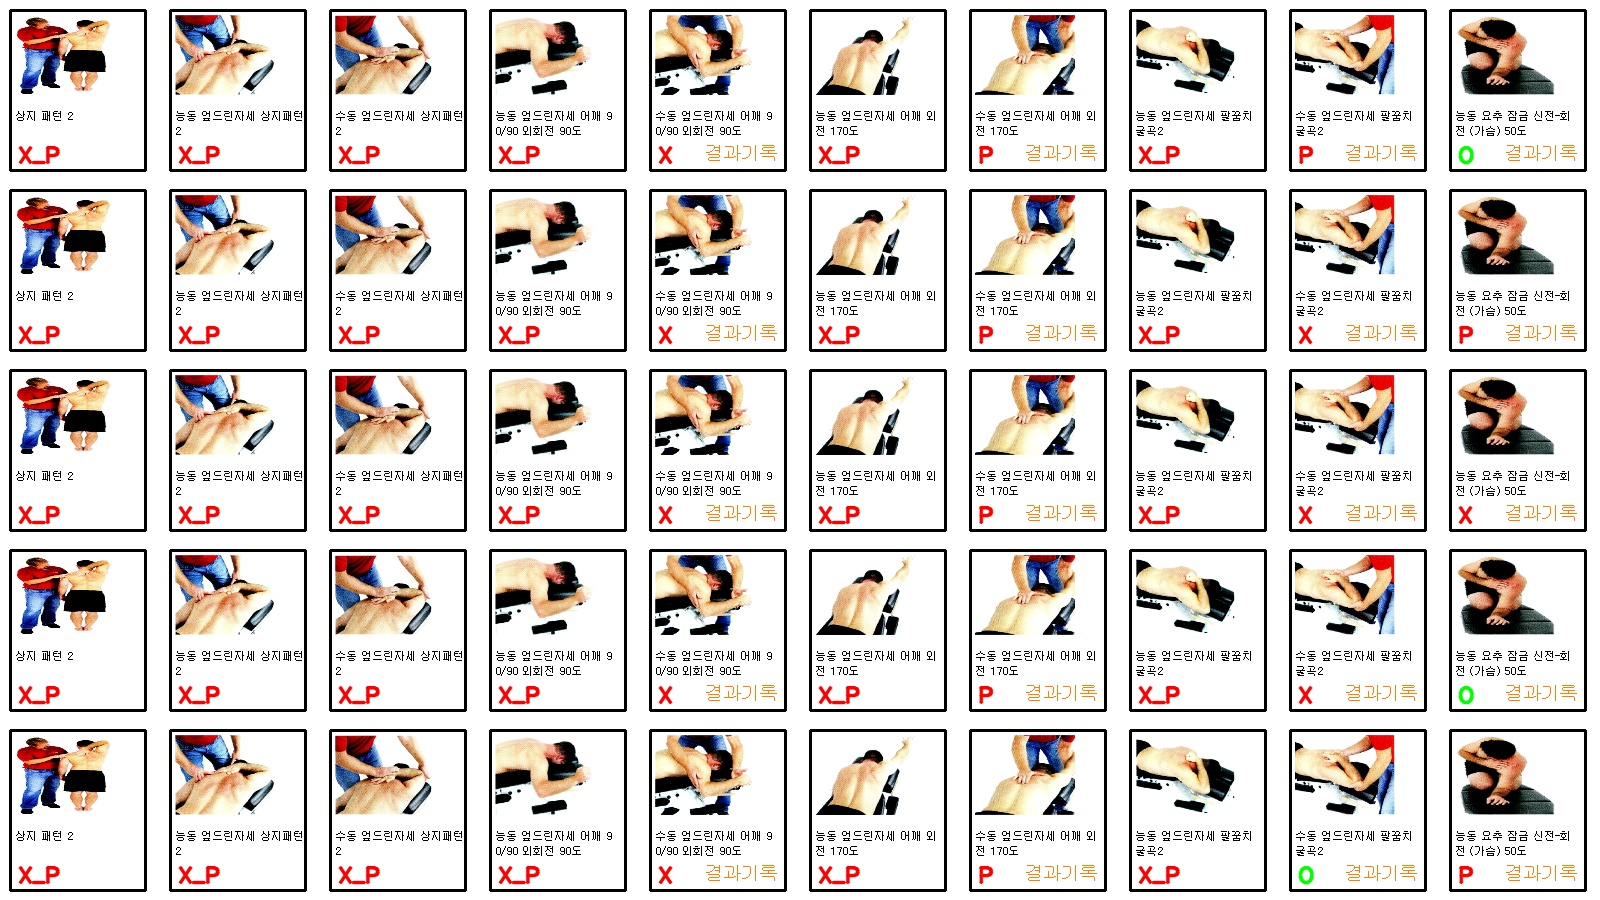 상지 패턴 2
X_P
능동 엎드린자세 상지패턴
2
X_P
수동 엎드린자세 상지패턴
2
X_P
능동 엎드린자세 어깨 9
0/90 외회전 90도
X_P
수동 엎드린자세 어깨 9
0/90 외회전 90도
X 결과기록
능동 엎드린자세 어깨 외
전 170도
X_P
수동 엎드린자세 어깨 외
전 170도
P 결과기록
능동 엎드린자세 팔꿈치
굴곡2
X_P
수동 엎드린자세 팔꿈치
굴곡2
P 결과기록
능동 요추 잠금 신전-회
전 (가슴) 50도
O 결과기록
상지 패턴 2
X_P
능동 엎드린자세 상지패턴
2
X_P
수동 엎드린자세 상지패턴
2
X_P
능동 엎드린자세 어깨 9
0/90 외회전 90도
X_P
수동 엎드린자세 어깨 9
0/90 외회전 90도
X 결과기록
능동 엎드린자세 어깨 외
전 170도
X_P
수동 엎드린자세 어깨 외
전 170도
P 결과기록
능동 엎드린자세 팔꿈치
굴곡2
X_P
수동 엎드린자세 팔꿈치
굴곡2
X 결과기록
능동 요추 잠금 신전-회
전 (가슴) 50도
P 결과기록
상지 패턴 2
X_P
능동 엎드린자세 상지패턴
2
X_P
수동 엎드린자세 상지패턴
2
X_P
능동 엎드린자세 어깨 9
0/90 외회전 90도
X_P
수동 엎드린자세 어깨 9
0/90 외회전 90도
X 결과기록
능동 엎드린자세 어깨 외
전 170도
X_P
수동 엎드린자세 어깨 외
전 170도
P 결과기록
능동 엎드린자세 팔꿈치
굴곡2
X_P
수동 엎드린자세 팔꿈치
굴곡2
X 결과기록
능동 요추 잠금 신전-회
전 (가슴) 50도
X 결과기록
상지 패턴 2
X_P
능동 엎드린자세 상지패턴
2
X_P
수동 엎드린자세 상지패턴
2
X_P
능동 엎드린자세 어깨 9
0/90 외회전 90도
X_P
수동 엎드린자세 어깨 9
0/90 외회전 90도
X 결과기록
능동 엎드린자세 어깨 외
전 170도
X_P
수동 엎드린자세 어깨 외
전 170도
P 결과기록
능동 엎드린자세 팔꿈치
굴곡2
X_P
수동 엎드린자세 팔꿈치
굴곡2
X 결과기록
능동 요추 잠금 신전-회
전 (가슴) 50도
O 결과기록
상지 패턴 2
X_P
능동 엎드린자세 상지패턴
2
X_P
수동 엎드린자세 상지패턴
2
X_P
능동 엎드린자세 어깨 9
0/90 외회전 90도
X_P
수동 엎드린자세 어깨 9
0/90 외회전 90도
X 결과기록
능동 엎드린자세 어깨 외
전 170도
X_P
수동 엎드린자세 어깨 외
전 170도
P 결과기록
능동 엎드린자세 팔꿈치
굴곡2
X_P
수동 엎드린자세 팔꿈치
굴곡2
O 결과기록
능동 요추 잠금 신전-회
전 (가슴) 50도
P 결과기록